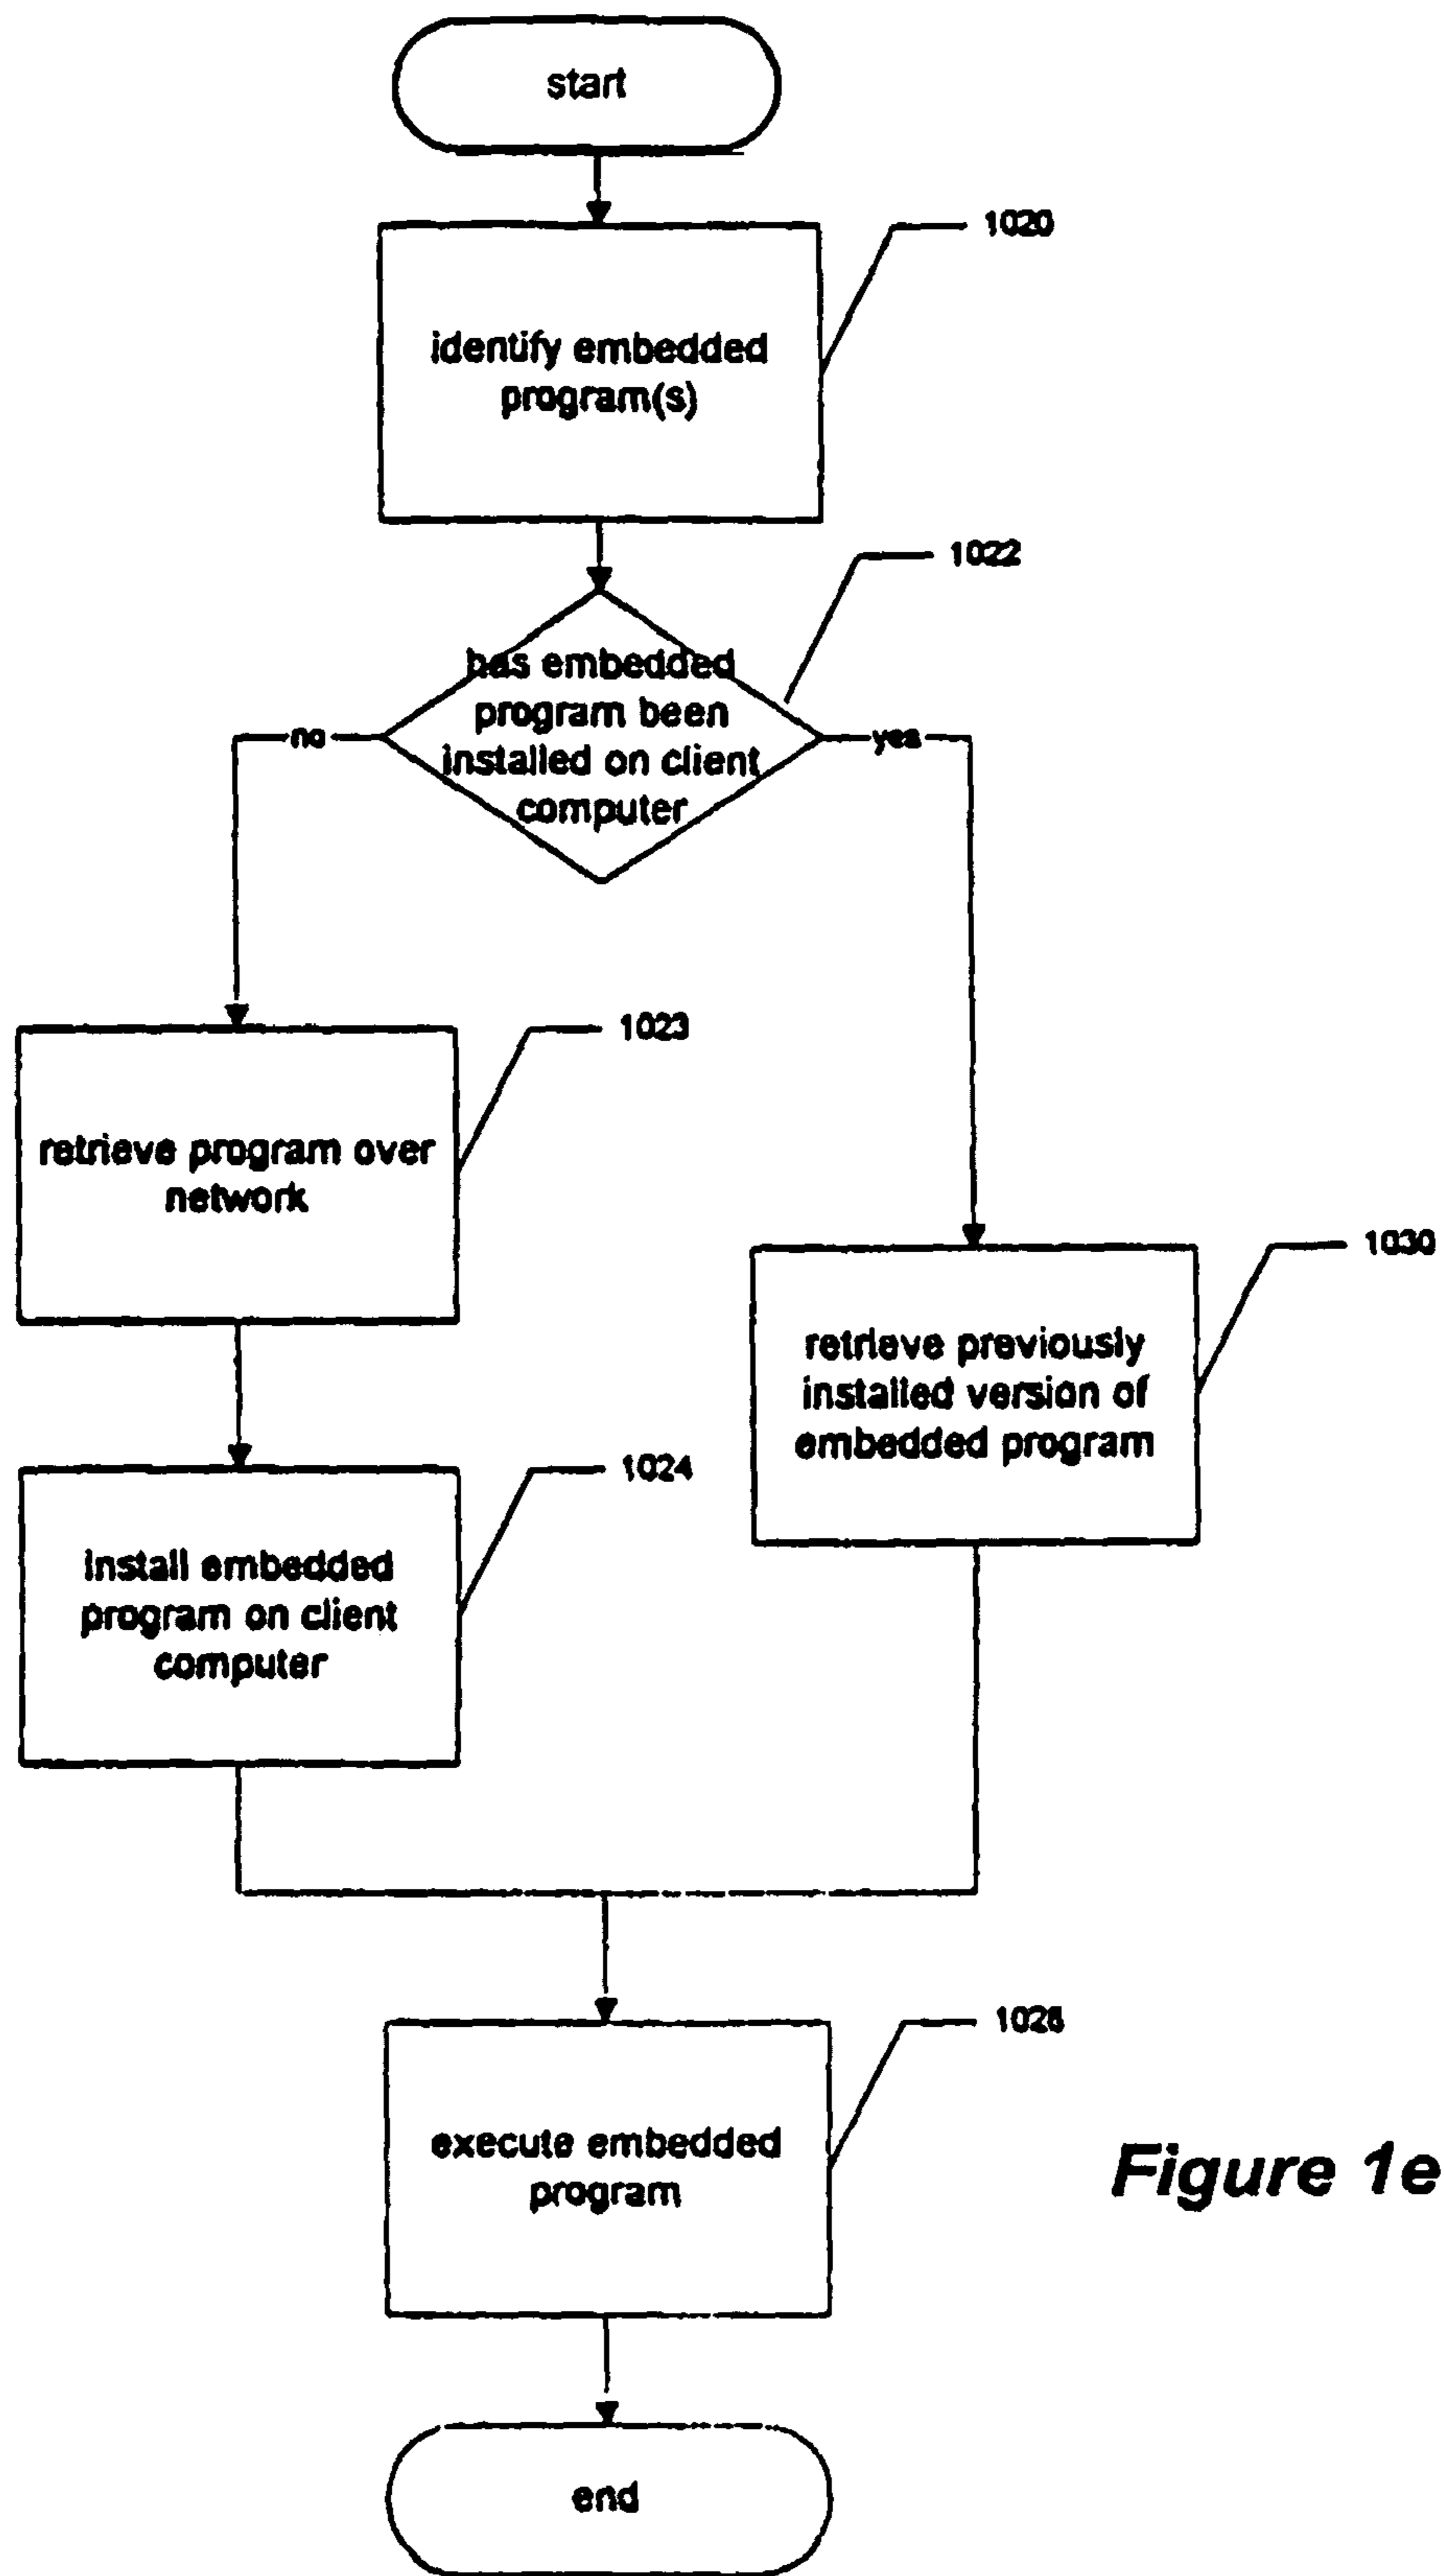 start
1020
identify embedded
program(s)
1022
has embedded
program been
installed on client
computer
no
yes
1023
retrieve program over
network
1030
retrieve previously
installed version of
embedded program
1024
install embedded
program on client
computer
execute embedded
program
Figure 1e
end